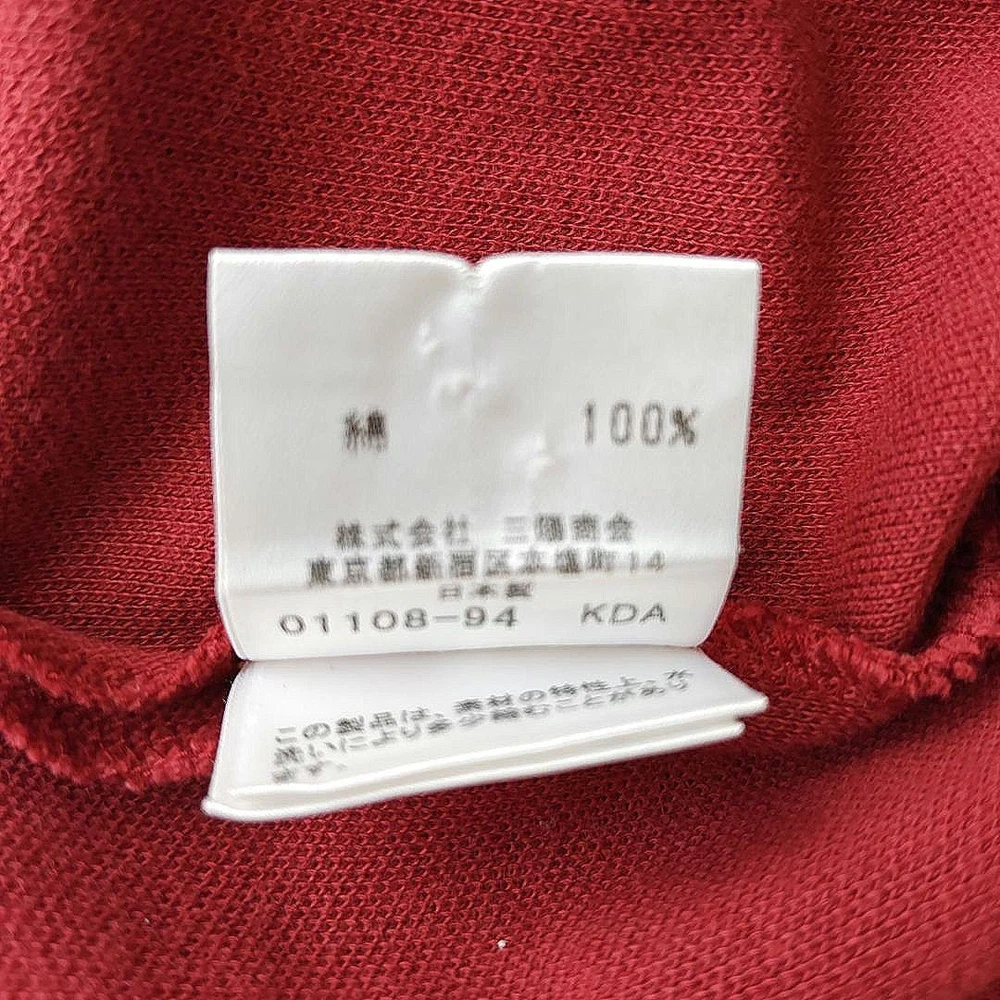 綿 100%
株式会社 三陽商会
東京都新宿区本塩町14
日本製
01108-94 KDA
この製品は、素材の特性上、水
洗いにより多少縮むことがあり
ます。